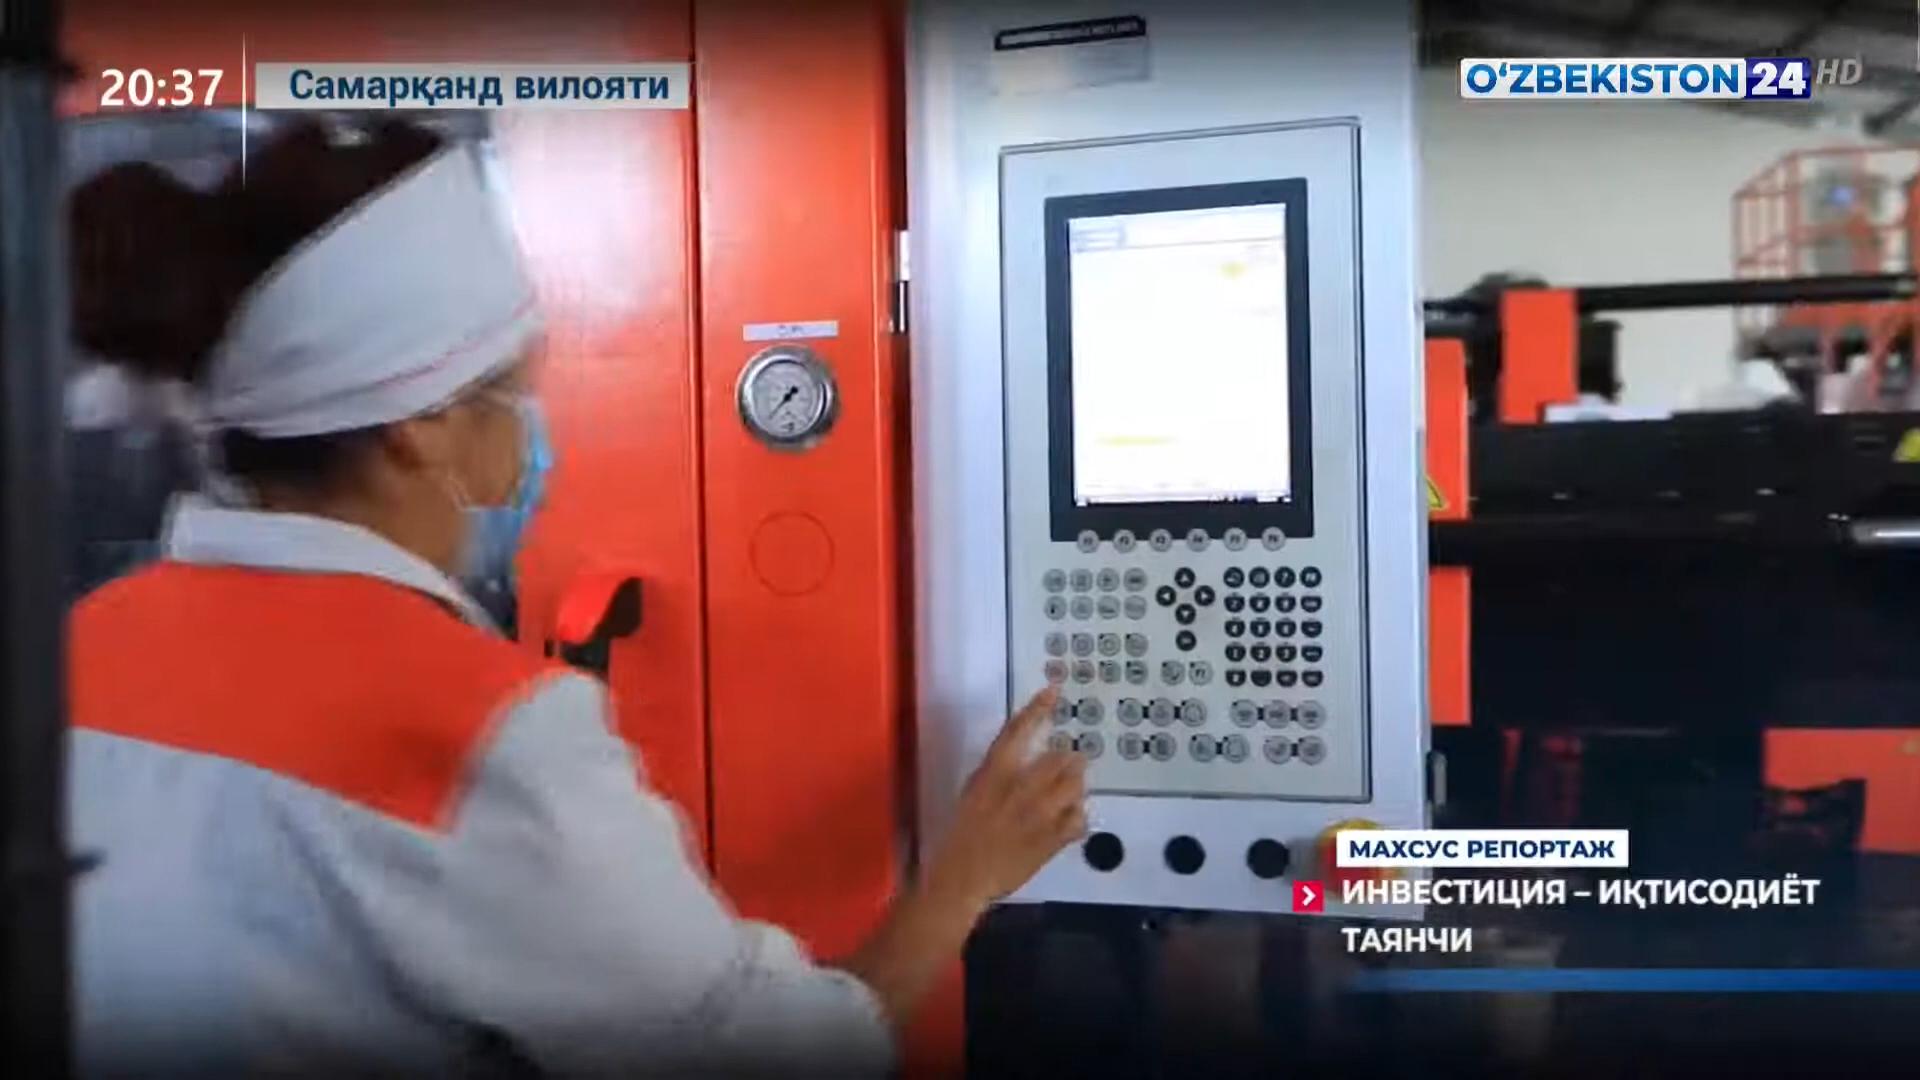 20:37
Самарқанд вилояти
O‘ZBEKISTON 24 HD
МАХСУС РЕПОРТАЖ
ИНВЕСТИЦИЯ – ИҚТИСОДИЁТ
ТАЯНЧИ